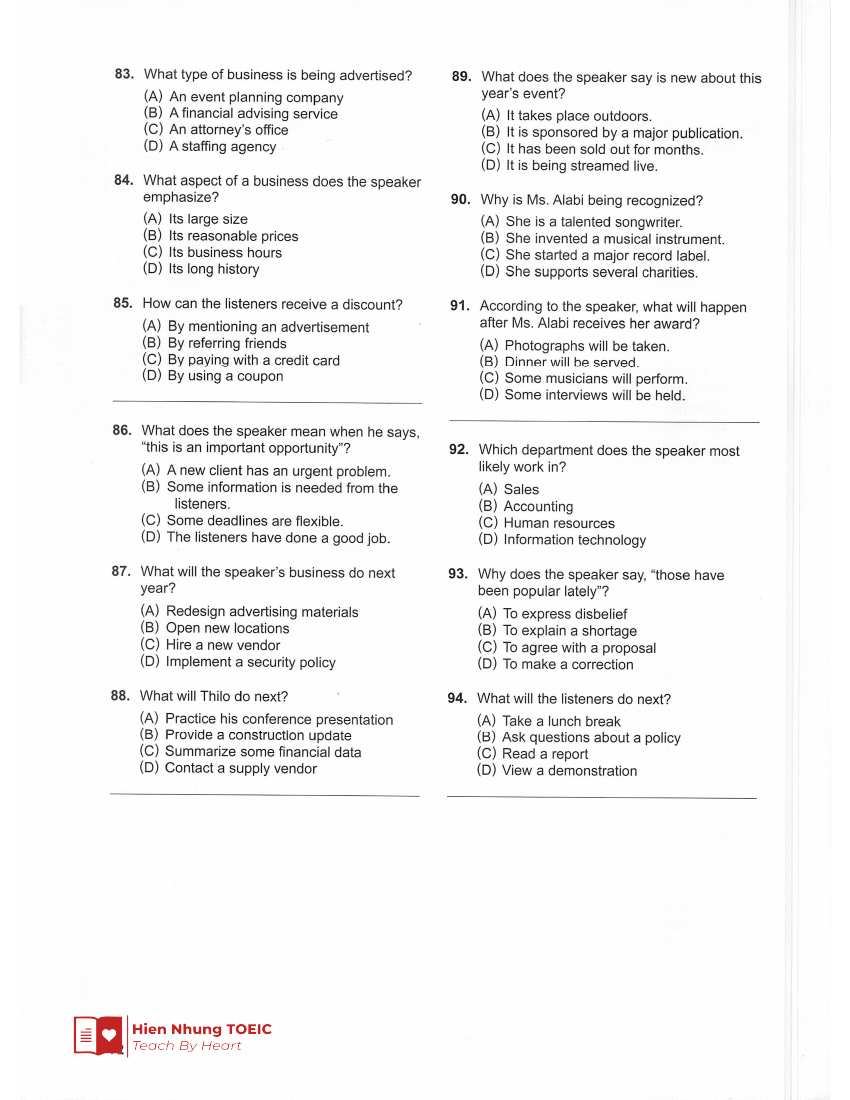 83. What type of business is being advertised?
(A) An event planning company
(B) A financial advising service
(C) An attorney's office
(D) A staffing agency
84. What aspect of a business does the speaker
emphasize?
(A) Its large size
(B) Its reasonable prices
(C) Its business hours
(D) Its long history
85. How can the listeners receive a discount?
(A) By mentioning an advertisement
(B) By referring friends
(C) By paying with a credit card
(D) By using a coupon
86. What does the speaker mean when he says,
"this is an important opportunity"?
(A) A new client has an urgent problem.
(B) Some information is needed from the
listeners.
(C) Some deadlines are flexible.
(D) The listeners have done a good job.
87. What will the speaker's business do next
year?
(A) Redesign advertising materials
(B) Open new locations
(C) Hire a new vendor
(D) Implement a security policy
88. What will Thilo do next?
(A) Practice his conference presentation
(B) Provide a construction update
(C) Summarize some financial data
(D) Contact a supply vendor
89. What does the speaker say is new about this
year's event?
(A) It takes place outdoors.
(B) It is sponsored by a major publication.
(C) It has been sold out for months.
(D) It is being streamed live.
90. Why is Ms. Alabi being recognized?
(A) She is a talented songwriter.
(B) She invented a musical instrument.
(C) She started a major record label.
(D) She supports several charities.
91. According to the speaker, what will happen
after Ms. Alabi receives her award?
(A) Photographs will be taken.
(B) Dinner will be served.
(C) Some musicians will perform.
(D) Some interviews will be held.
92. Which department does the speaker most
likely work in?
(A) Sales
(B) Accounting
(C) Human resources
(D) Information technology
93. Why does the speaker say, "those have
been popular lately"?
(A) To express disbelief
(B) To explain a shortage
(C) To agree with a proposal
(D) To make a correction
94. What will the listeners do next?
(A) Take a lunch break
(B) Ask questions about a policy
(C) Read a report
(D) View a demonstration
Hien Nhung TOEIC
Teach By Heart